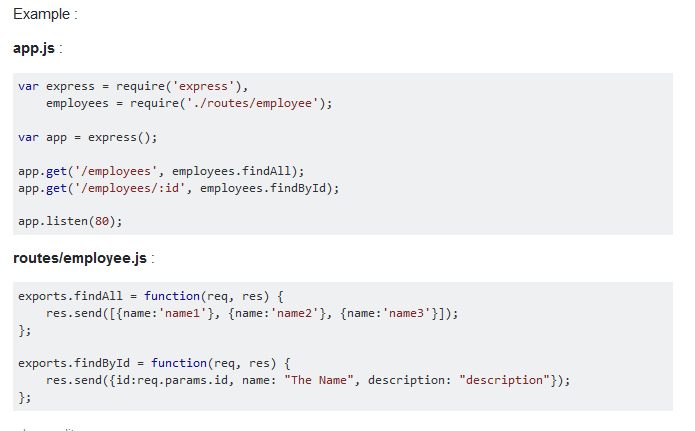 Example :
app.js :
var express = require('express'),
    employees = require('./routes/employee');
var app = express();
app.get('/employees', employees.findAll);
app.get('/employees/:id', employees.findById);
app.listen(80);
routes/employee.js :
exports.findAll = function(req, res) {
    res.send([{name:'name1'}, {name:'name2'}, {name:'name3'}]);
};
exports.findById = function(req, res) {
    res.send({id:req.params.id, name: "The Name", description: "description"});
};